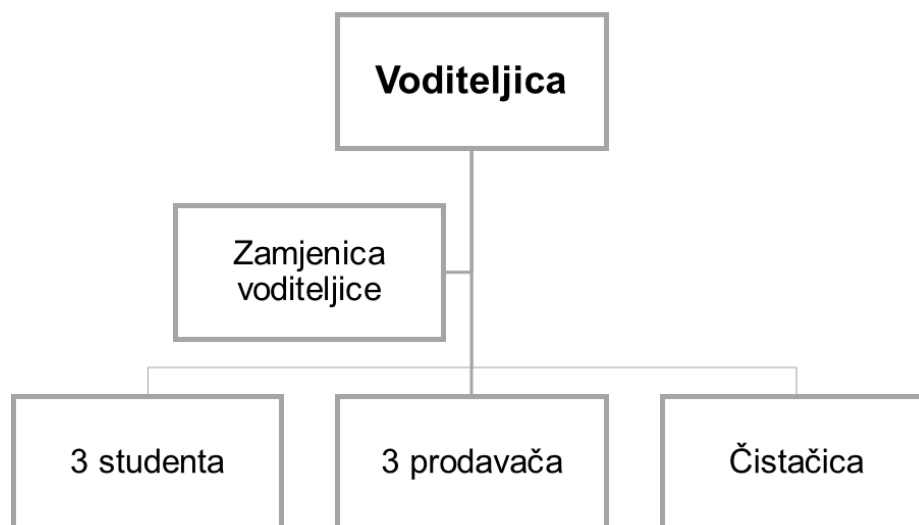 Voditeljica
Zamjenica
voditeljice
3 studenta
3 prodavača
Čistačica